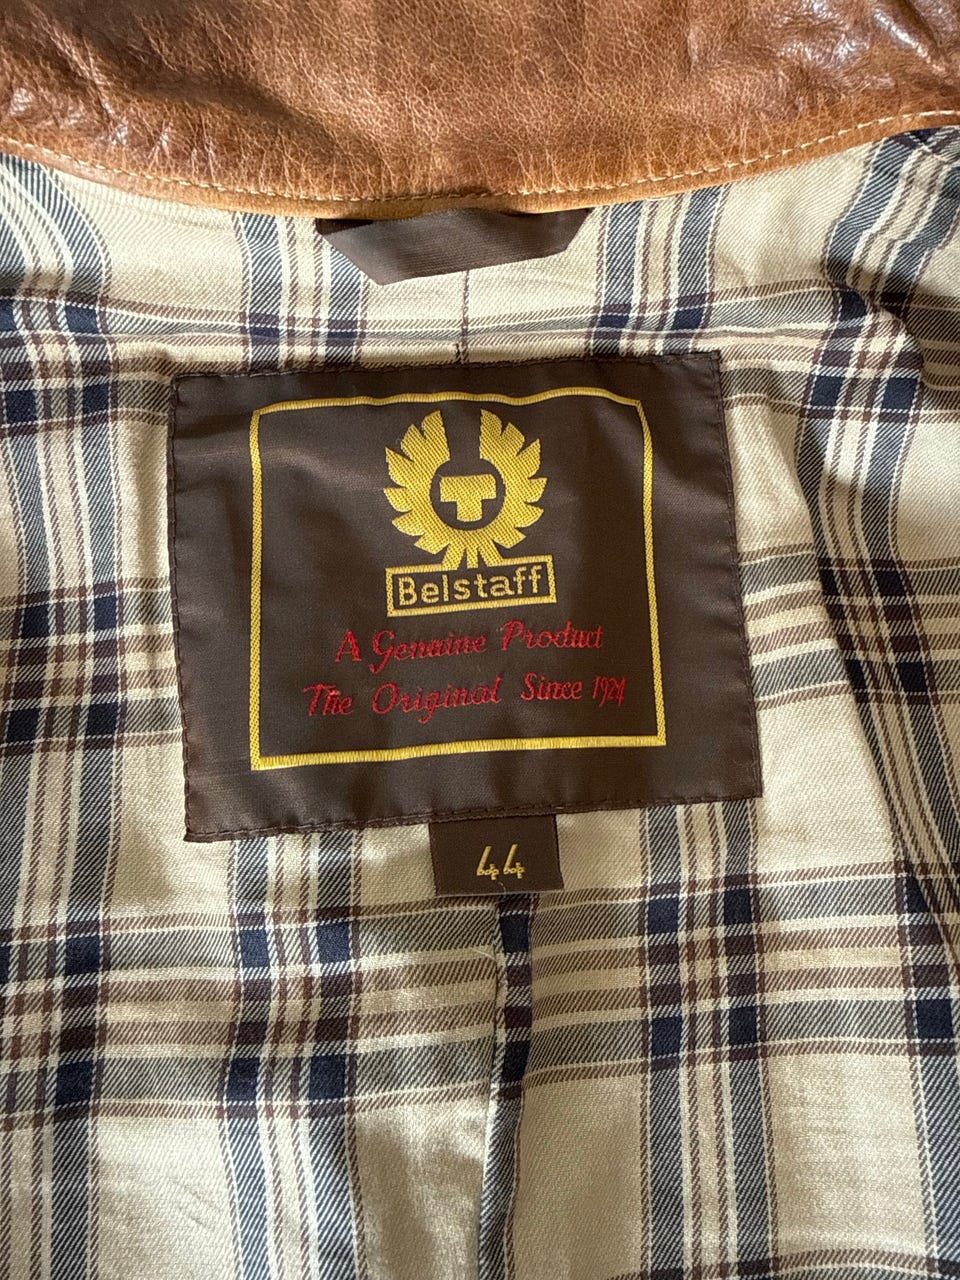 Belstaff
A Genuine Product
The Original Since 1924
44